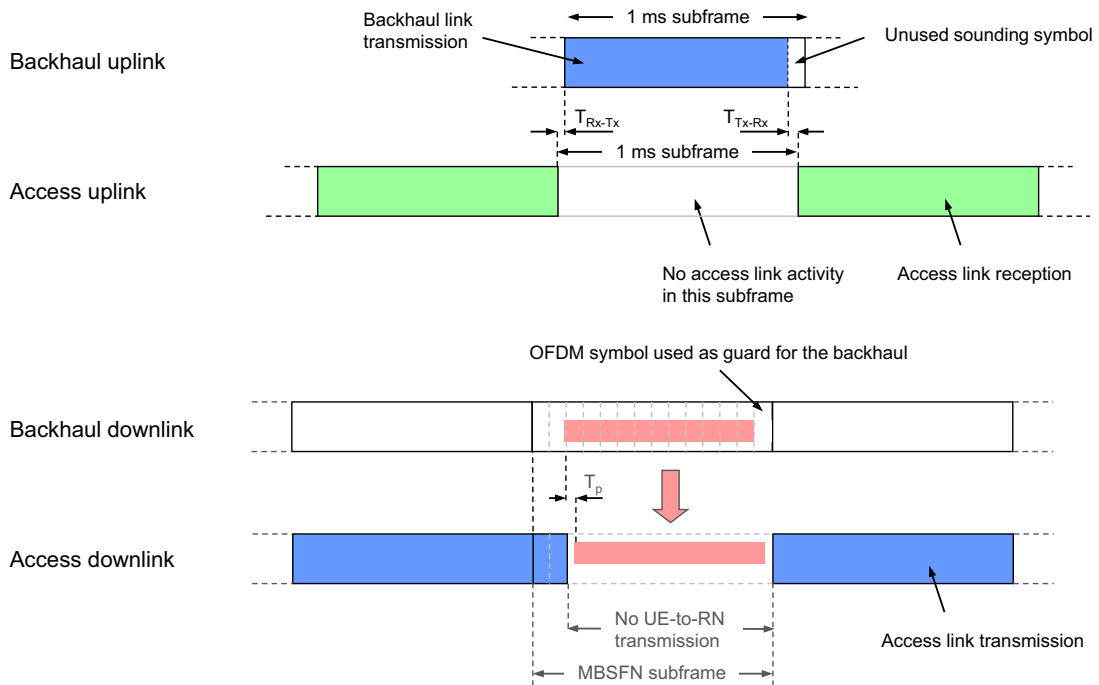 Backhaul link
transmission
1 ms subframe
Unused sounding symbol
Backhaul uplink
T_Rx-Tx
T_Tx-Rx
1 ms subframe
Access uplink
No access link activity
in this subframe
Access link reception
OFDM symbol used as guard for the backhaul
Backhaul downlink
T_p
Access downlink
No UE-to-RN
transmission
Access link transmission
MBSFN subframe